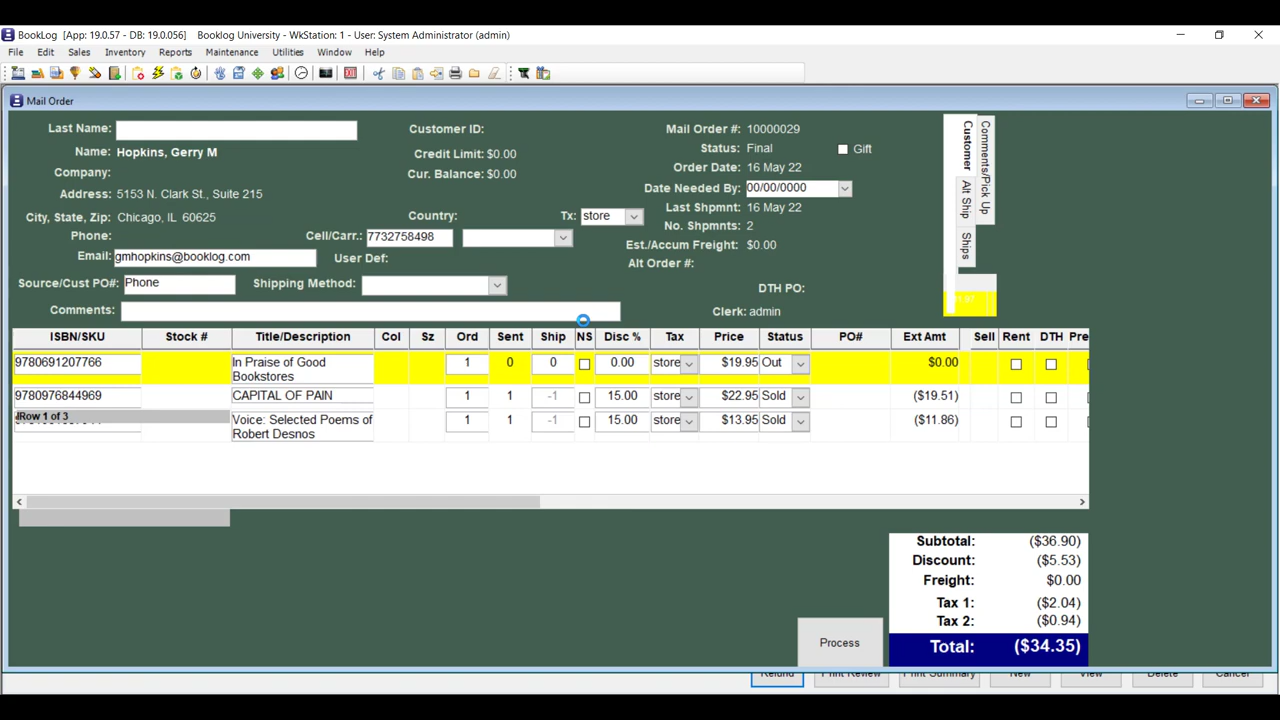 BookLog [App: 19.0.57 - DB: 19.0.056] Booklog University - WkStation: 1 - User: System Administrator (admin)
File Edit Sales Inventory Reports Maintenance Utilities Window Help
Mail Order
Last Name: Customer ID: Mail Order #: 10000029
Name: Hopkins, Gerry M Credit Limit: $0.00 Status: Final Gift
Company: Cur. Balance: $0.00 Order Date: 16 May 22
Address: 5153 N. Clark St., Suite 215 Date Needed By: 00/00/0000
City, State, Zip: Chicago, IL 60625 Country: Tx: store Last Shpmnt: 16 May 22
Phone: Cell/Carr.: 7732758498 No. Shpmnts: 2
Email: gmhopkins@booklog.com User Def: Est./Accum Freight: $0.00
Alt Order #:
Source/Cust PO#: Phone Shipping Method: DTH PO:
Comments: Clerk: admin
Customer Alt Ship Ships
Comments/Pick Up
ISBN/SKU Stock # Title/Description Col Sz Ord Sent Ship NS Disc % Tax Price Status PO# Ext Amt Sell Rent DTH Pre
9780691207766 In Praise of Good Bookstores 1 0 0 0.00 store $19.95 Out $0.00
9780976844969 CAPITAL OF PAIN 1 1 -1 15.00 store $22.95 Sold ($19.51)
Row 1 of 3
Voice: Selected Poems of Robert Desnos 1 1 -1 15.00 store $13.95 Sold ($11.86)
Subtotal: ($36.90)
Discount: ($5.53)
Freight: $0.00
Tax 1: ($2.04)
Tax 2: ($0.94)
Process
Total: ($34.35)
Refund Print Review Print Summary New View Delete Cancel